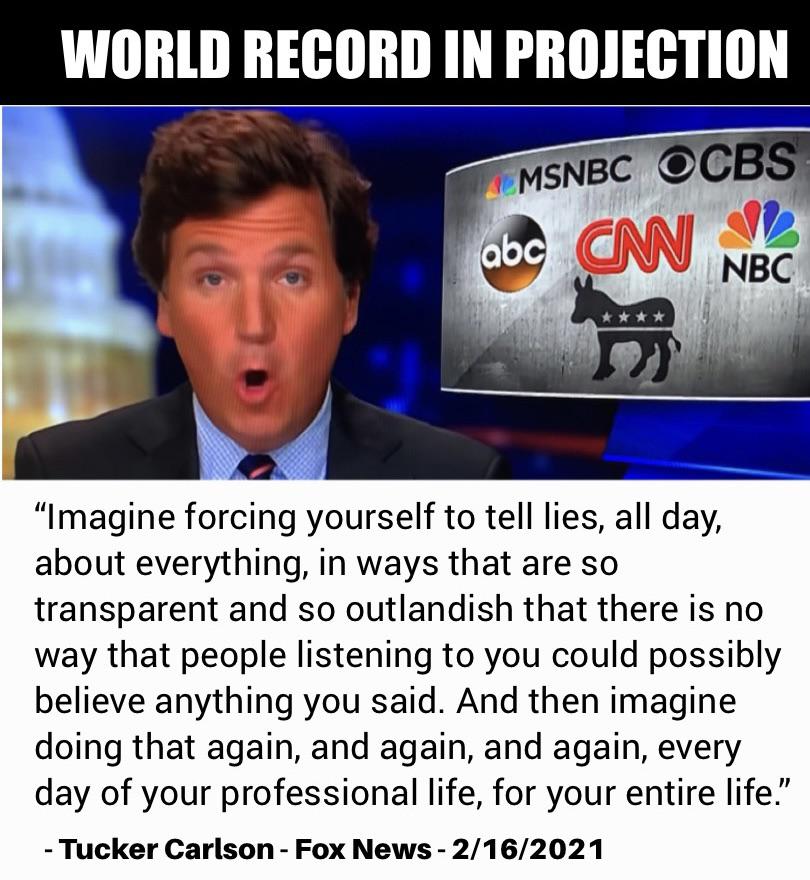 WORLD RECORD IN PROJECTION
MSNBC CBS
abc CNN NBC
“Imagine forcing yourself to tell lies, all day,
about everything, in ways that are so
transparent and so outlandish that there is no
way that people listening to you could possibly
believe anything you said. And then imagine
doing that again, and again, and again, every
day of your professional life, for your entire life.”
- Tucker Carlson - Fox News - 2/16/2021